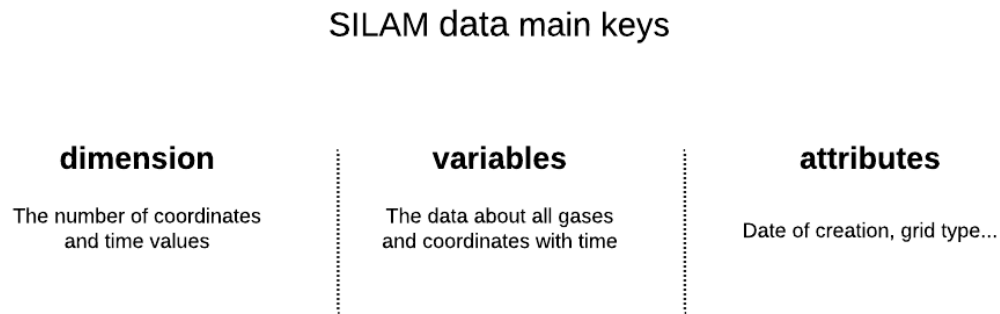 SILAM data main keys
dimension
The number of coordinates
and time values
variables
The data about all gases
and coordinates with time
attributes
Date of creation, grid type...